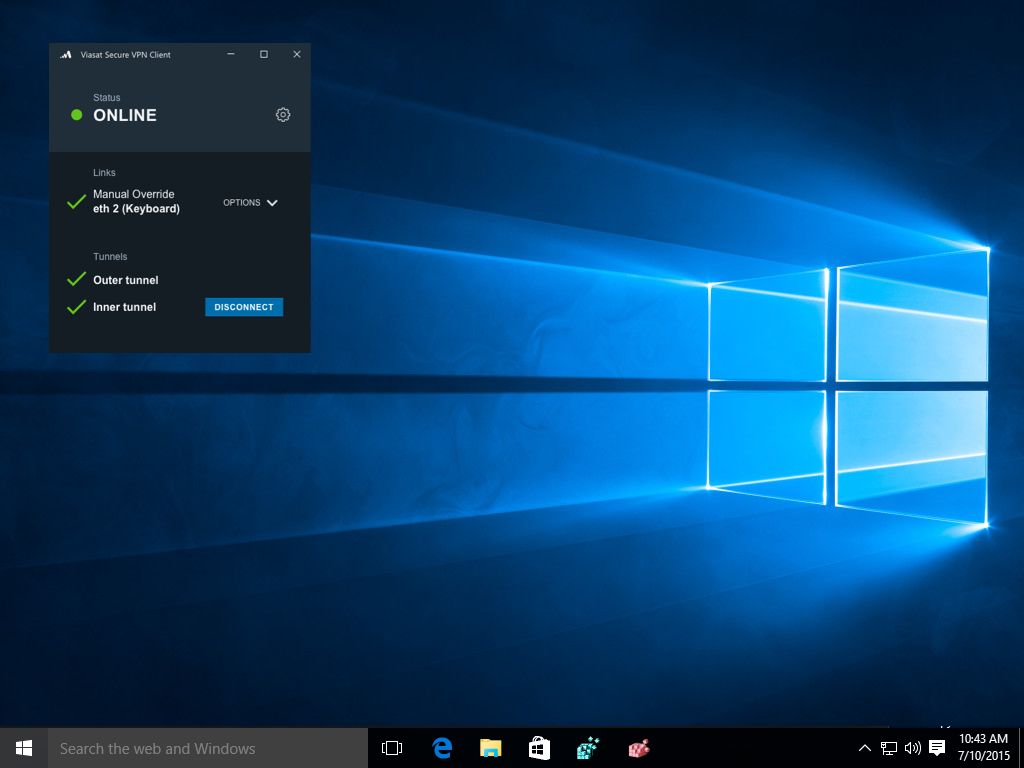 Viasat Secure VPN Client
Status
ONLINE
Links
Manual Override
eth 2 (Keyboard)
OPTIONS
Tunnels
Outer tunnel
Inner tunnel
DISCONNECT
Search the web and Windows
10:43 AM
7/10/2015